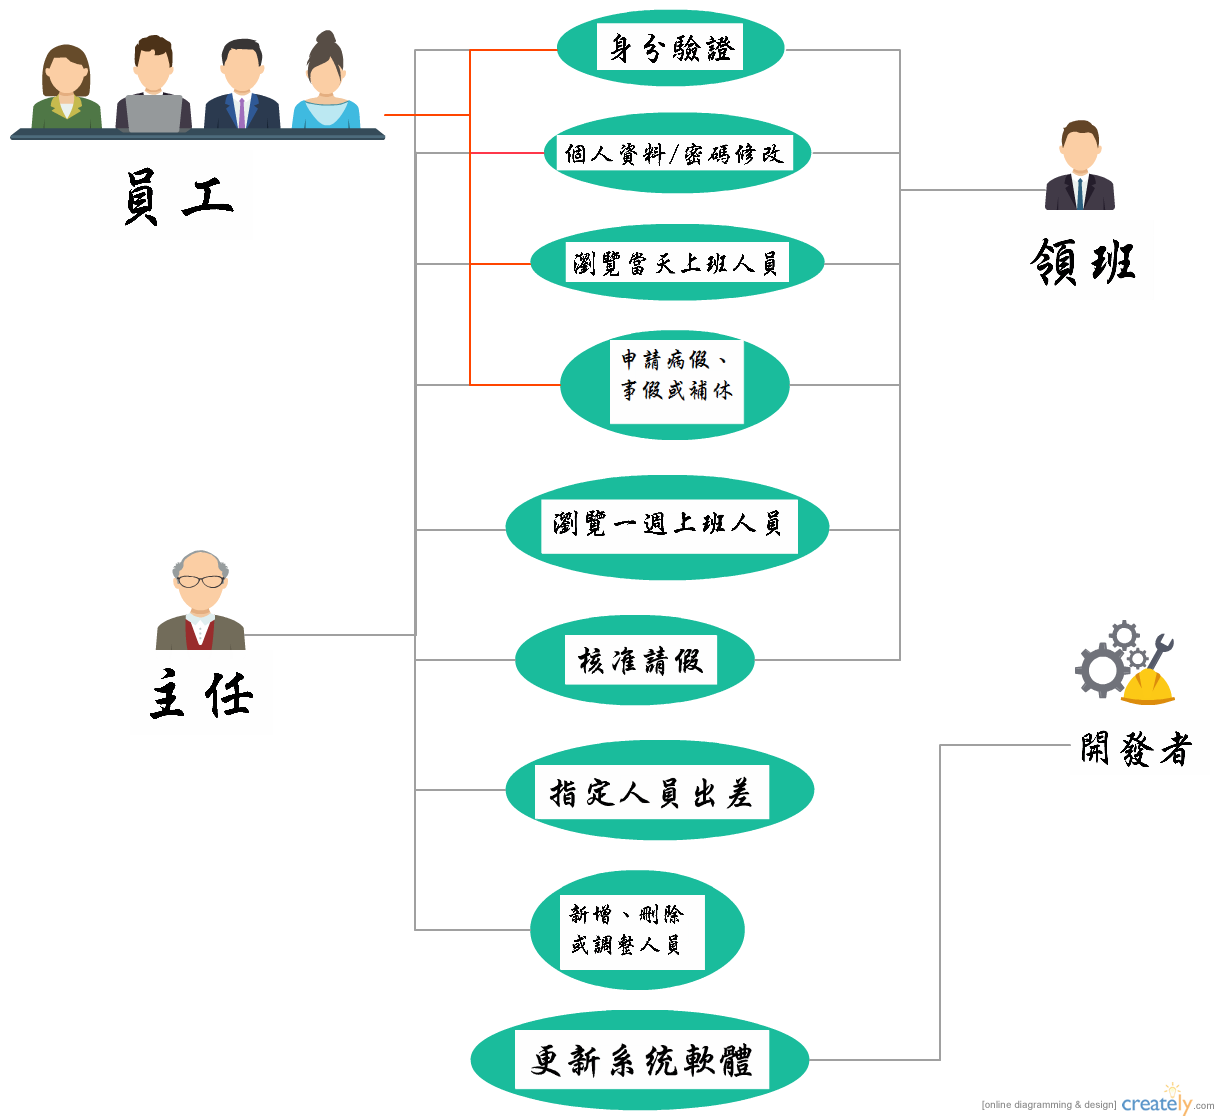 身分驗證
個人資料/密碼修改
員工
領班
瀏覽當天上班人員
申請病假、
事假或補休
瀏覽一週上班人員
核准請假
主任
開發者
指定人員出差
新增、刪除
或調整人員
更新系統軟體
[online diagramming & design] creately.com